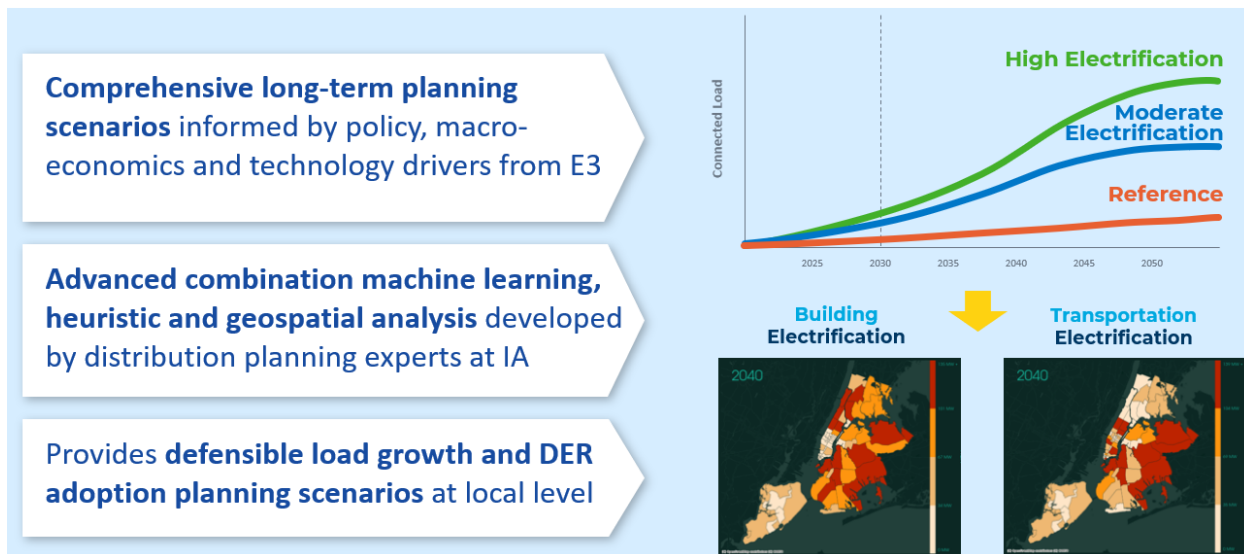 Comprehensive long-term planning
scenarios informed by policy, macro-
economics and technology drivers from E3
Advanced combination machine learning,
heuristic and geospatial analysis developed
by distribution planning experts at IA
Provides defensible load growth and DER
adoption planning scenarios at local level
High Electrification
Moderate
Electrification
Reference
Connected Load
2025
2030
2035
2040
2045
2050
Building
Electrification
Transportation
Electrification
2040
2040